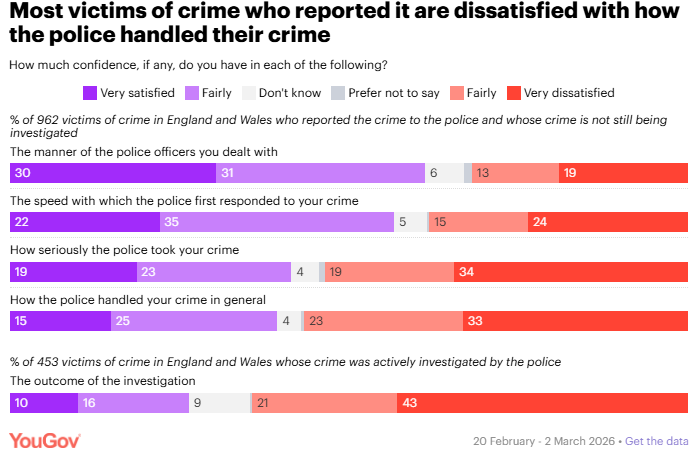 Most victims of crime who reported it are dissatisfied with how
the police handled their crime
How much confidence, if any, do you have in each of the following?
Very satisfied Fairly Don't know Prefer not to say Fairly Very dissatisfied
% of 962 victims of crime in England and Wales who reported the crime to the police and whose crime is not still being
investigated
The manner of the police officers you dealt with
30 31 6 13 19
The speed with which the police first responded to your crime
22 35 5 15 24
How seriously the police took your crime
19 23 4 19 34
How the police handled your crime in general
15 25 4 23 33
% of 453 victims of crime in England and Wales whose crime was actively investigated by the police
The outcome of the investigation
10 16 9 21 43
YouGov 20 February - 2 March 2026 • Get the data